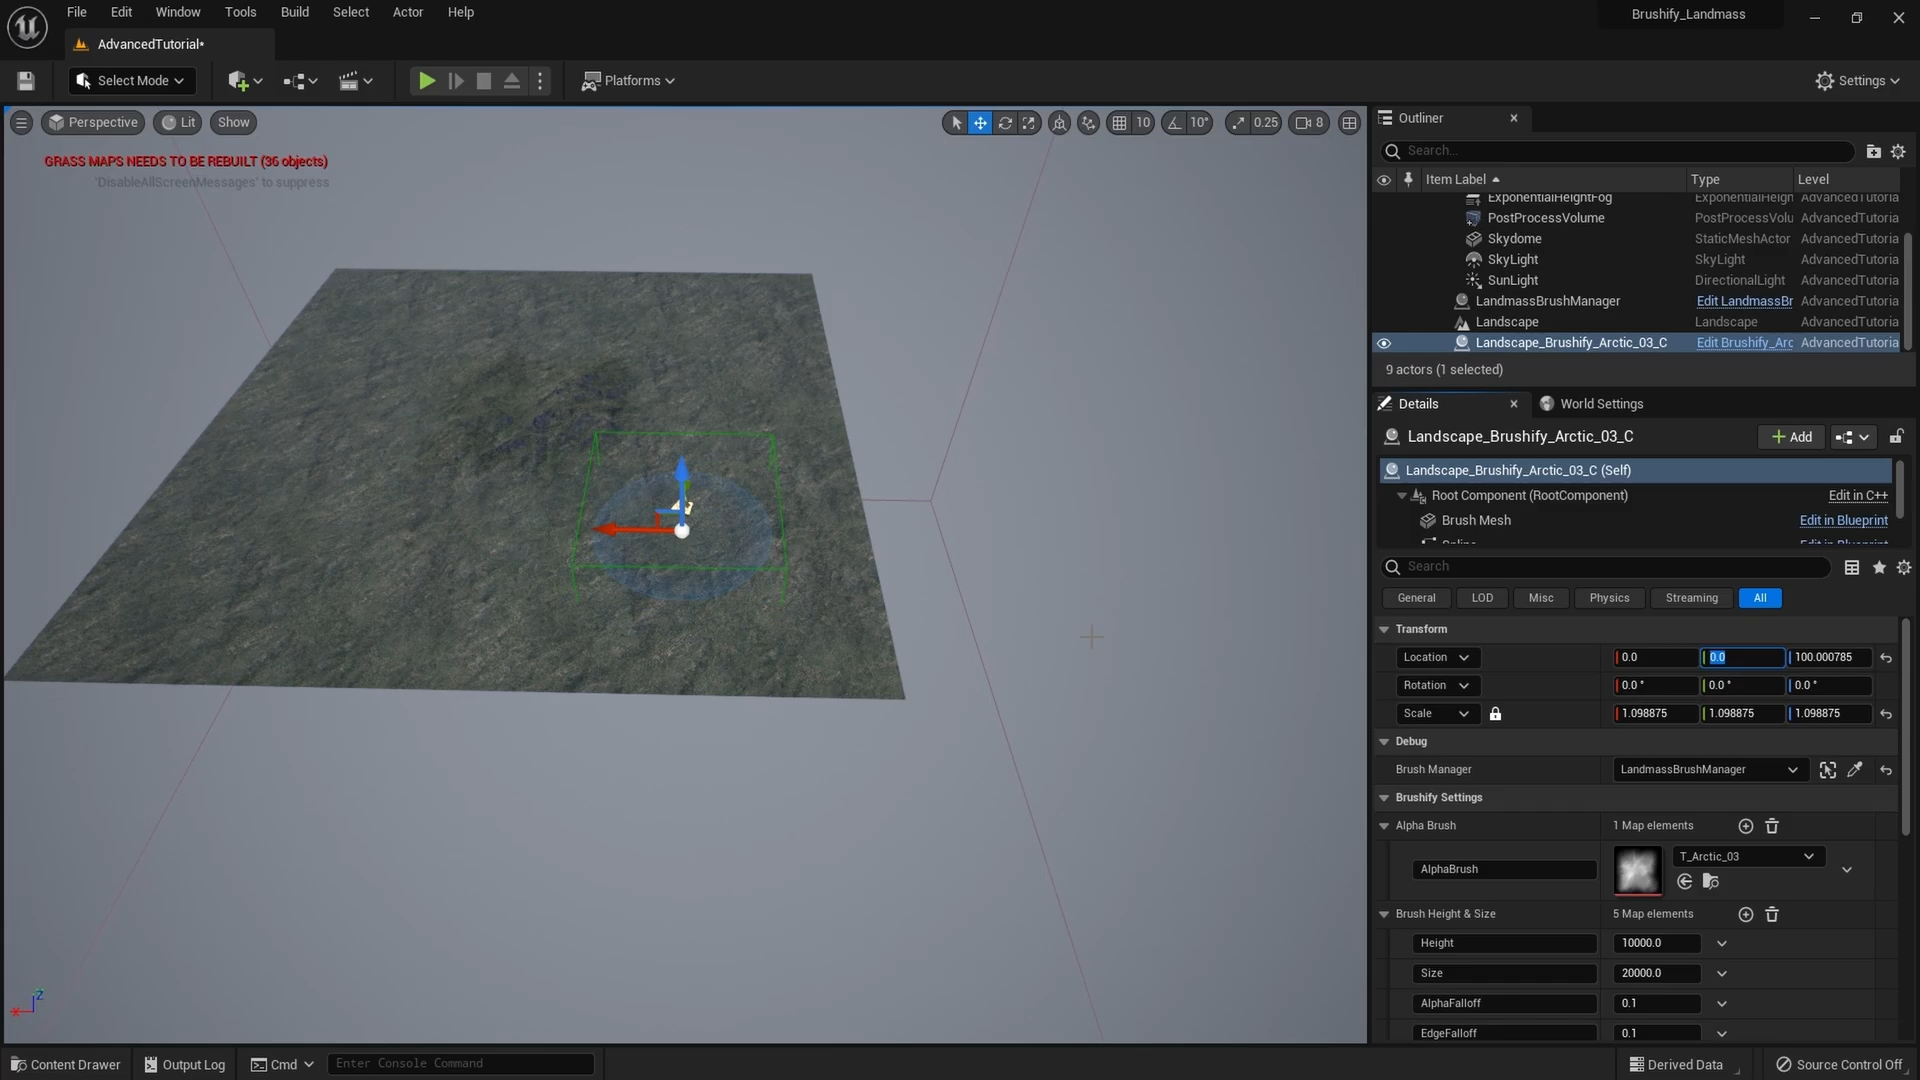 File Edit Window Tools Build Select Actor Help
Brushify_Landmass
AdvancedTutorial*
Select Mode
Platforms
Settings
Perspective Lit Show
10 10° 0.25 8
GRASS MAPS NEEDS TO BE REBUILT (36 objects)
'DisableAllScreenMessages' to suppress
Outliner
Search...
Item Label Type Level
ExponentialHeightFog ExponentialHeigh AdvancedTutoria
PostProcessVolume PostProcessVolu AdvancedTutoria
Skydome StaticMeshActor AdvancedTutoria
SkyLight SkyLight AdvancedTutoria
SunLight DirectionalLight AdvancedTutoria
LandmassBrushManager Edit LandmassBr AdvancedTutoria
Landscape Landscape AdvancedTutoria
Landscape_Brushify_Arctic_03_C Edit Brushify_Arc AdvancedTutoria
9 actors (1 selected)
Details World Settings
Landscape_Brushify_Arctic_03_C Add
Landscape_Brushify_Arctic_03_C (Self)
Root Component (RootComponent) Edit in C++
Brush Mesh Edit in Blueprint
Spline Edit in Blueprint
Search
General LOD Misc Physics Streaming All
Transform
Location 0.0 0.0 100.000785
Rotation 0.0 ° 0.0 ° 0.0 °
Scale 1.098875 1.098875 1.098875
Debug
Brush Manager LandmassBrushManager
Brushify Settings
Alpha Brush 1 Map elements
AlphaBrush T_Arctic_03
Brush Height & Size 5 Map elements
Height 10000.0
Size 20000.0
AlphaFalloff 0.1
EdgeFalloff 0.1
Z
X
Content Drawer Output Log Cmd Enter Console Command
Derived Data Source Control Off